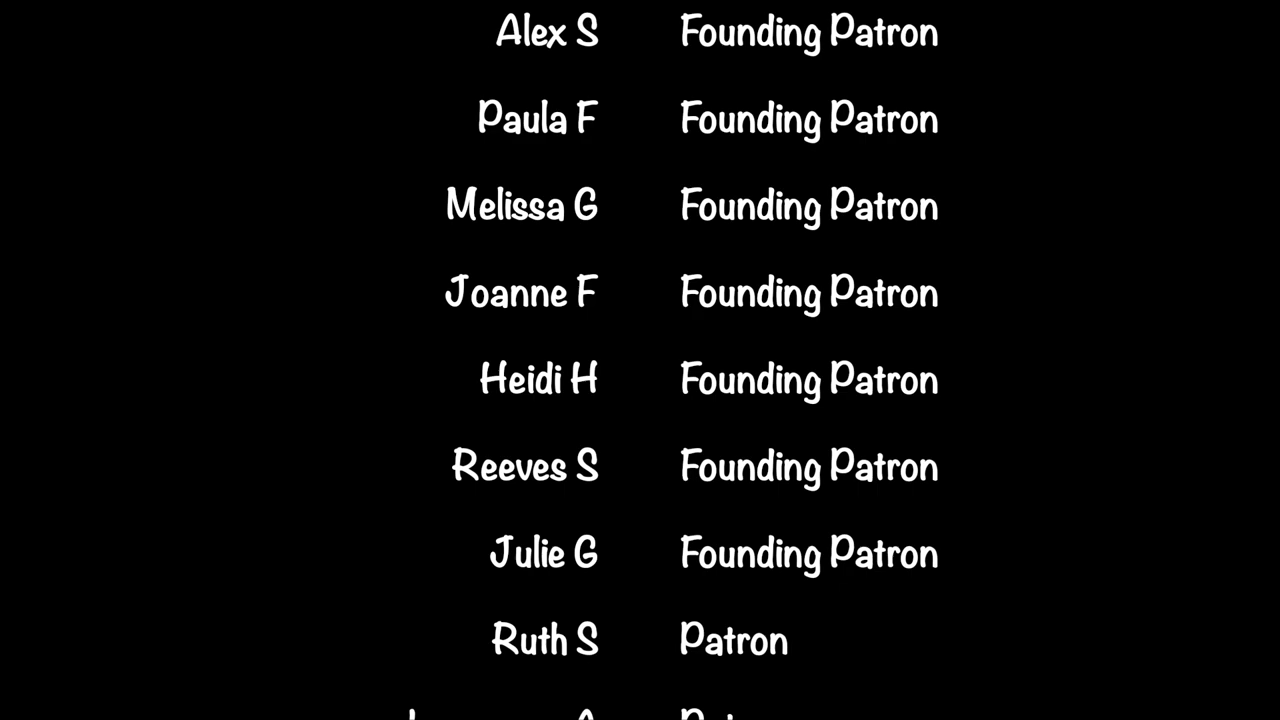 Alex S Founding Patron
Paula F Founding Patron
Melissa G Founding Patron
Joanne F Founding Patron
Heidi H Founding Patron
Reeves S Founding Patron
Julie G Founding Patron
Ruth S Patron